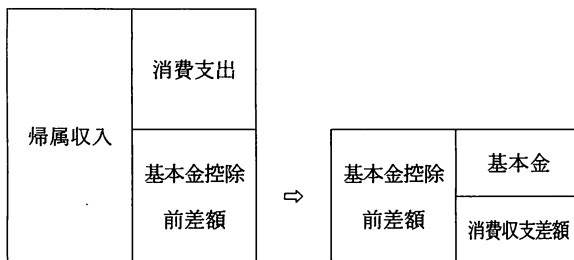 帰属収入
消費支出
基本金控除
前差額
⇨
基本金控除
前差額
基本金
消費収支差額